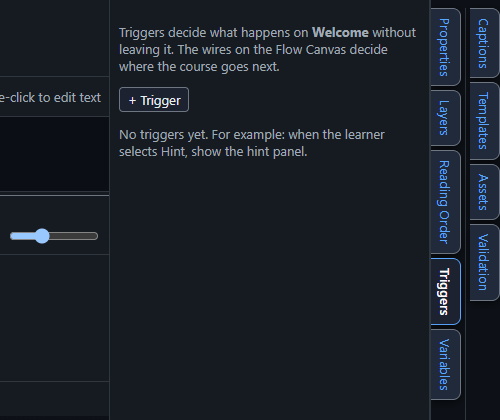 Triggers decide what happens on Welcome without
leaving it. The wires on the Flow Canvas decide
where the course goes next.
e-click to edit text
+ Trigger
No triggers yet. For example: when the learner
selects Hint, show the hint panel.
Properties
Layers
Reading Order
Triggers
Variables
Captions
Templates
Assets
Validation